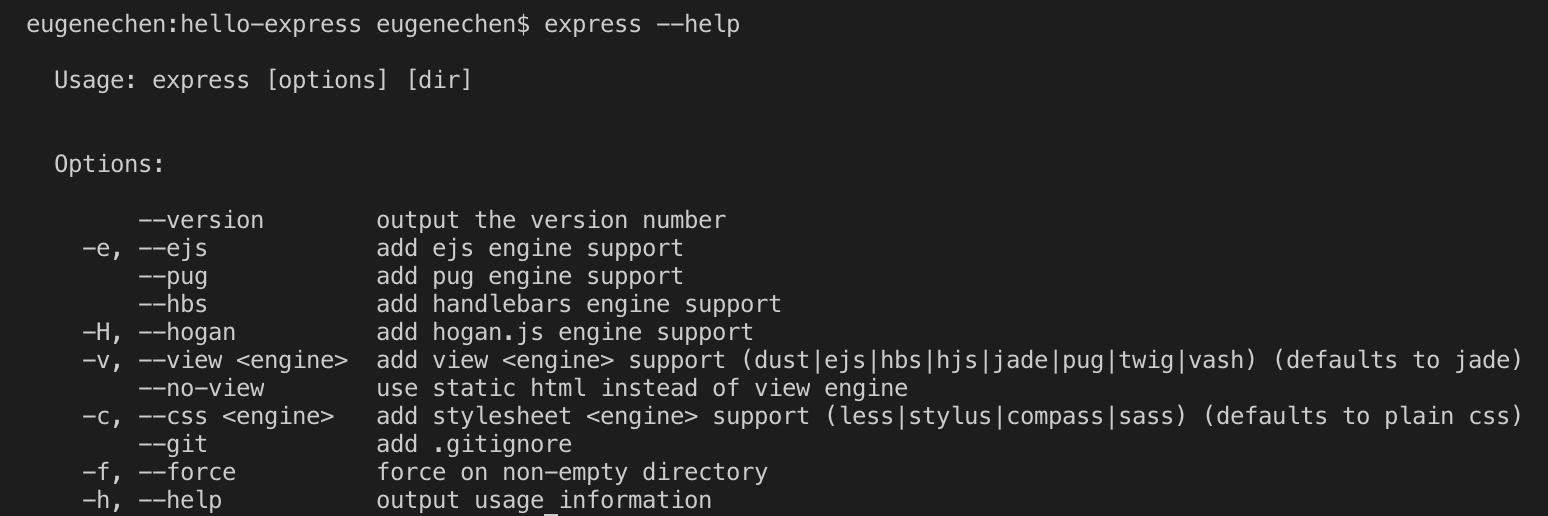 eugenechen:hello-express eugenechen$ express --help
Usage: express [options] [dir]
Options:
--version output the version number
-e, --ejs add ejs engine support
--pug add pug engine support
--hbs add handlebars engine support
-H, --hogan add hogan.js engine support
-v, --view <engine> add view <engine> support (dust|ejs|hbs|hjs|jade|pug|twig|vash) (defaults to jade)
--no-view use static html instead of view engine
-c, --css <engine> add stylesheet <engine> support (less|stylus|compass|sass) (defaults to plain css)
--git add .gitignore
-f, --force force on non-empty directory
-h, --help output usage information